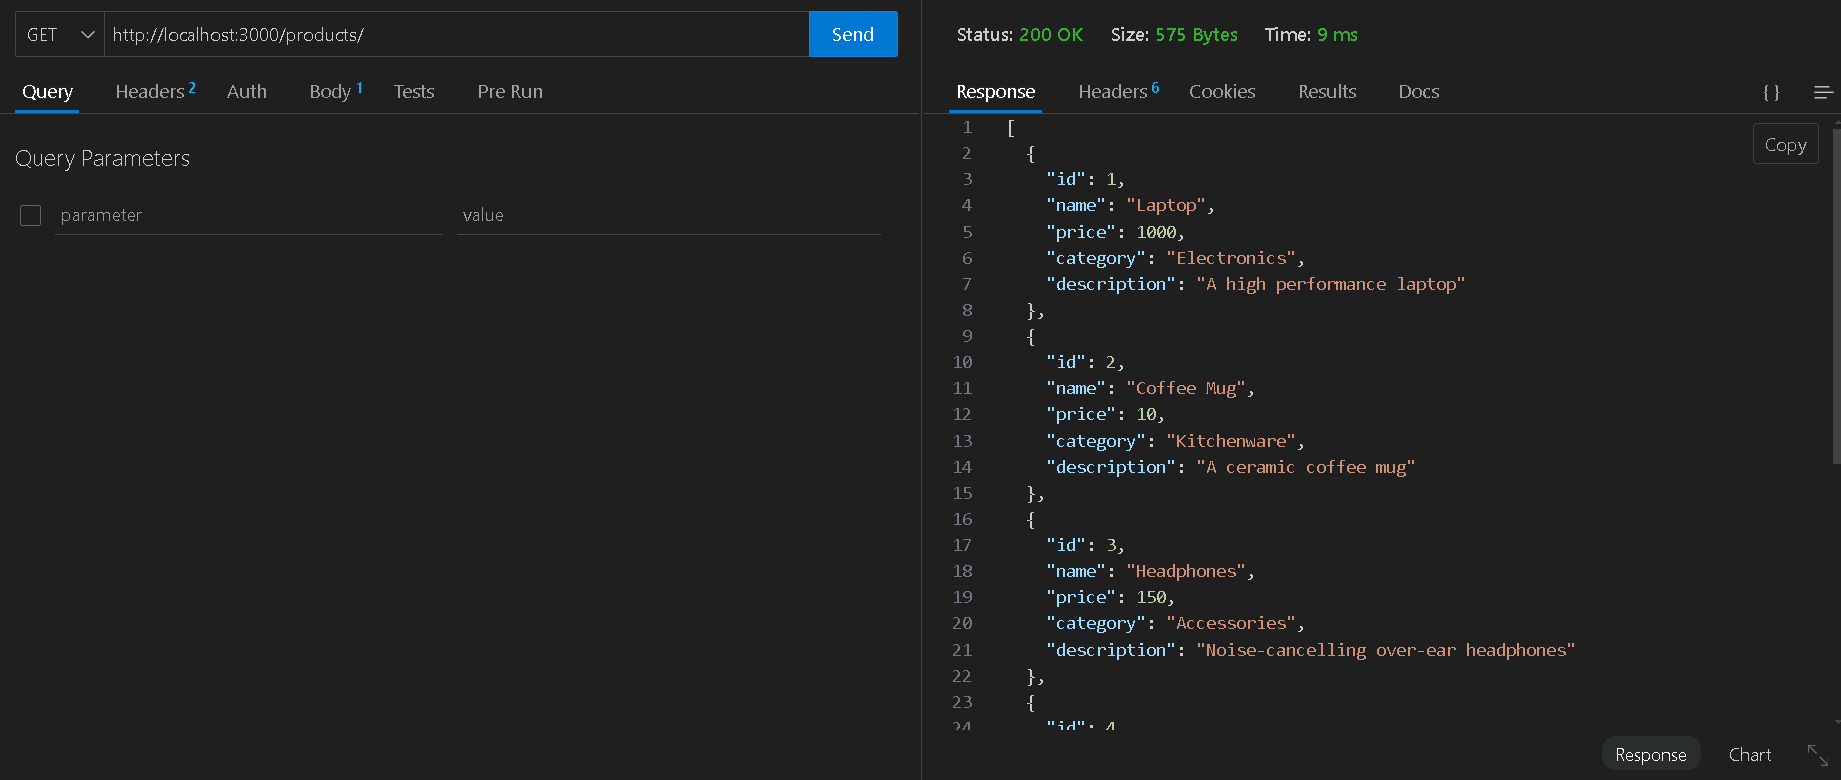 GET http://localhost:3000/products/ Send
Query Headers 2 Auth Body 1 Tests Pre Run
Query Parameters
parameter value
Status: 200 OK Size: 575 Bytes Time: 9 ms
Response Headers 6 Cookies Results Docs { }
Copy
1 [
2 {
3 "id": 1,
4 "name": "Laptop",
5 "price": 1000,
6 "category": "Electronics",
7 "description": "A high performance laptop"
8 },
9 {
10 "id": 2,
11 "name": "Coffee Mug",
12 "price": 10,
13 "category": "Kitchenware",
14 "description": "A ceramic coffee mug"
15 },
16 {
17 "id": 3,
18 "name": "Headphones",
19 "price": 150,
20 "category": "Accessories",
21 "description": "Noise-cancelling over-ear headphones"
22 },
23 {
24 "id": 4
Response Chart